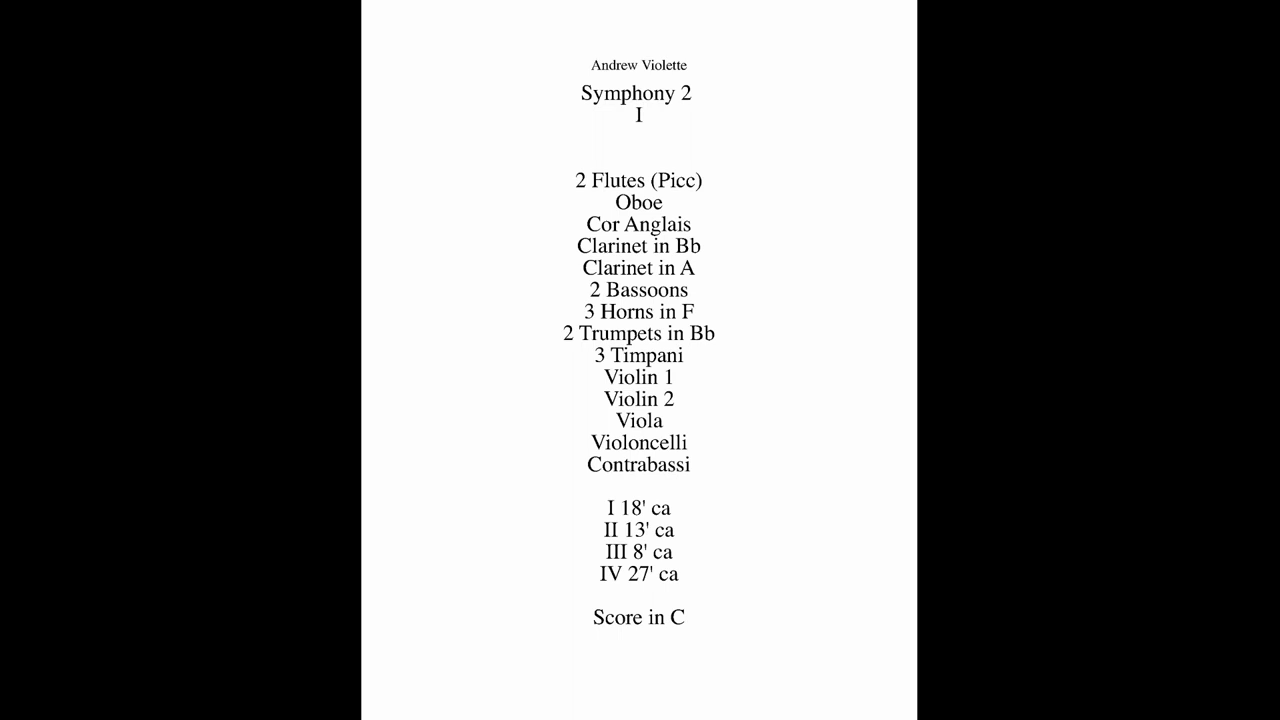 Andrew Violette
Symphony 2
I
2 Flutes (Picc)
Oboe
Cor Anglais
Clarinet in Bb
Clarinet in A
2 Bassoons
3 Horns in F
2 Trumpets in Bb
3 Timpani
Violin 1
Violin 2
Viola
Violoncelli
Contrabassi
I 18' ca
II 13' ca
III 8' ca
IV 27' ca
Score in C